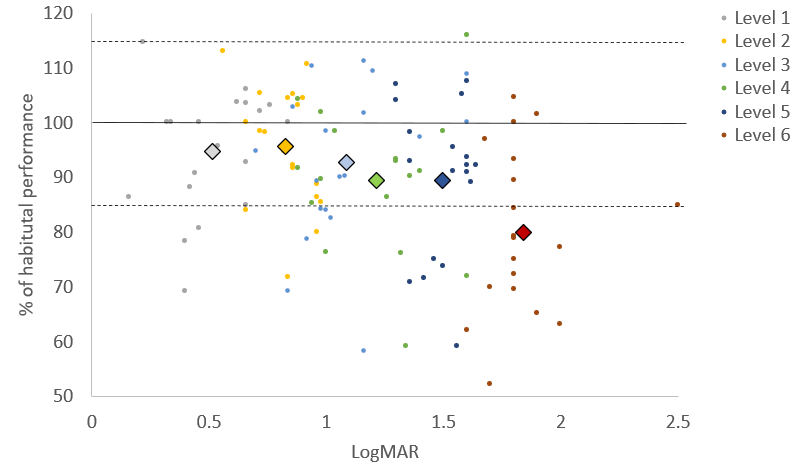 120
110
100
90
80
70
60
50
% of habitutal performance
0
0.5
1
1.5
2
2.5
LogMAR
Level 1
Level 2
Level 3
Level 4
Level 5
Level 6